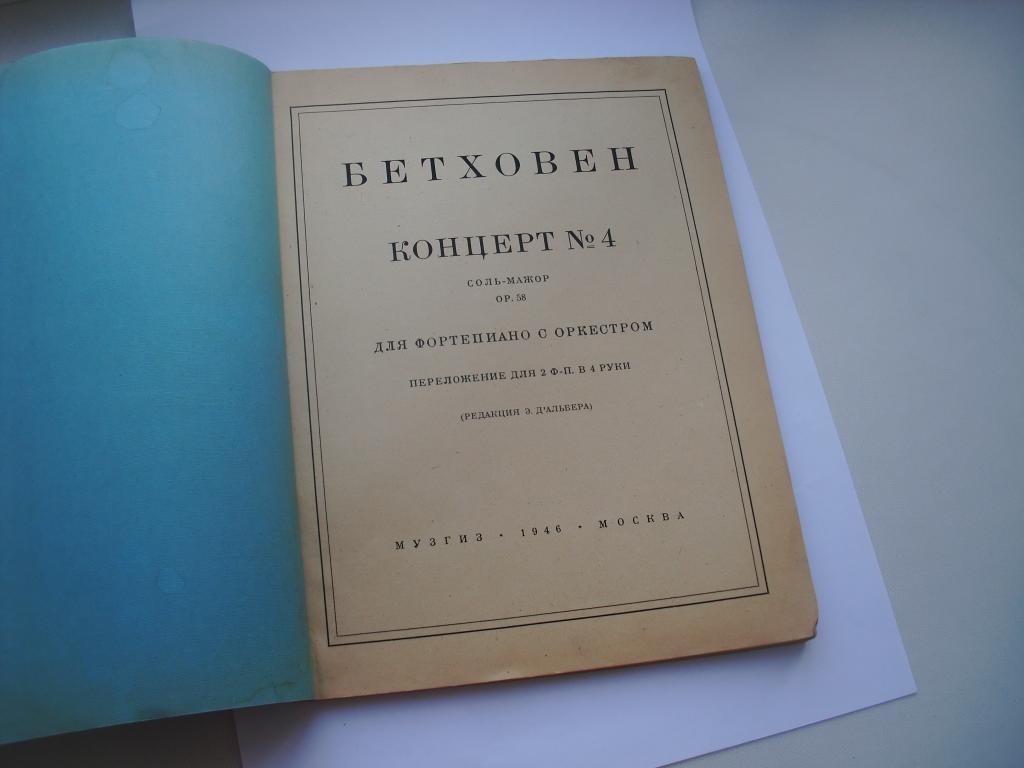 БЕТХОВЕН
КОНЦЕРТ № 4
СОЛЬ-МАЖОР
OP. 58
ДЛЯ ФОРТЕПИАНО С ОРКЕСТРОМ
ПЕРЕЛОЖЕНИЕ ДЛЯ 2 Ф-П. В 4 РУКИ
(РЕДАКЦИЯ Э. Д'АЛЬБЕРА)
МУЗГИЗ • 1946 • МОСКВА